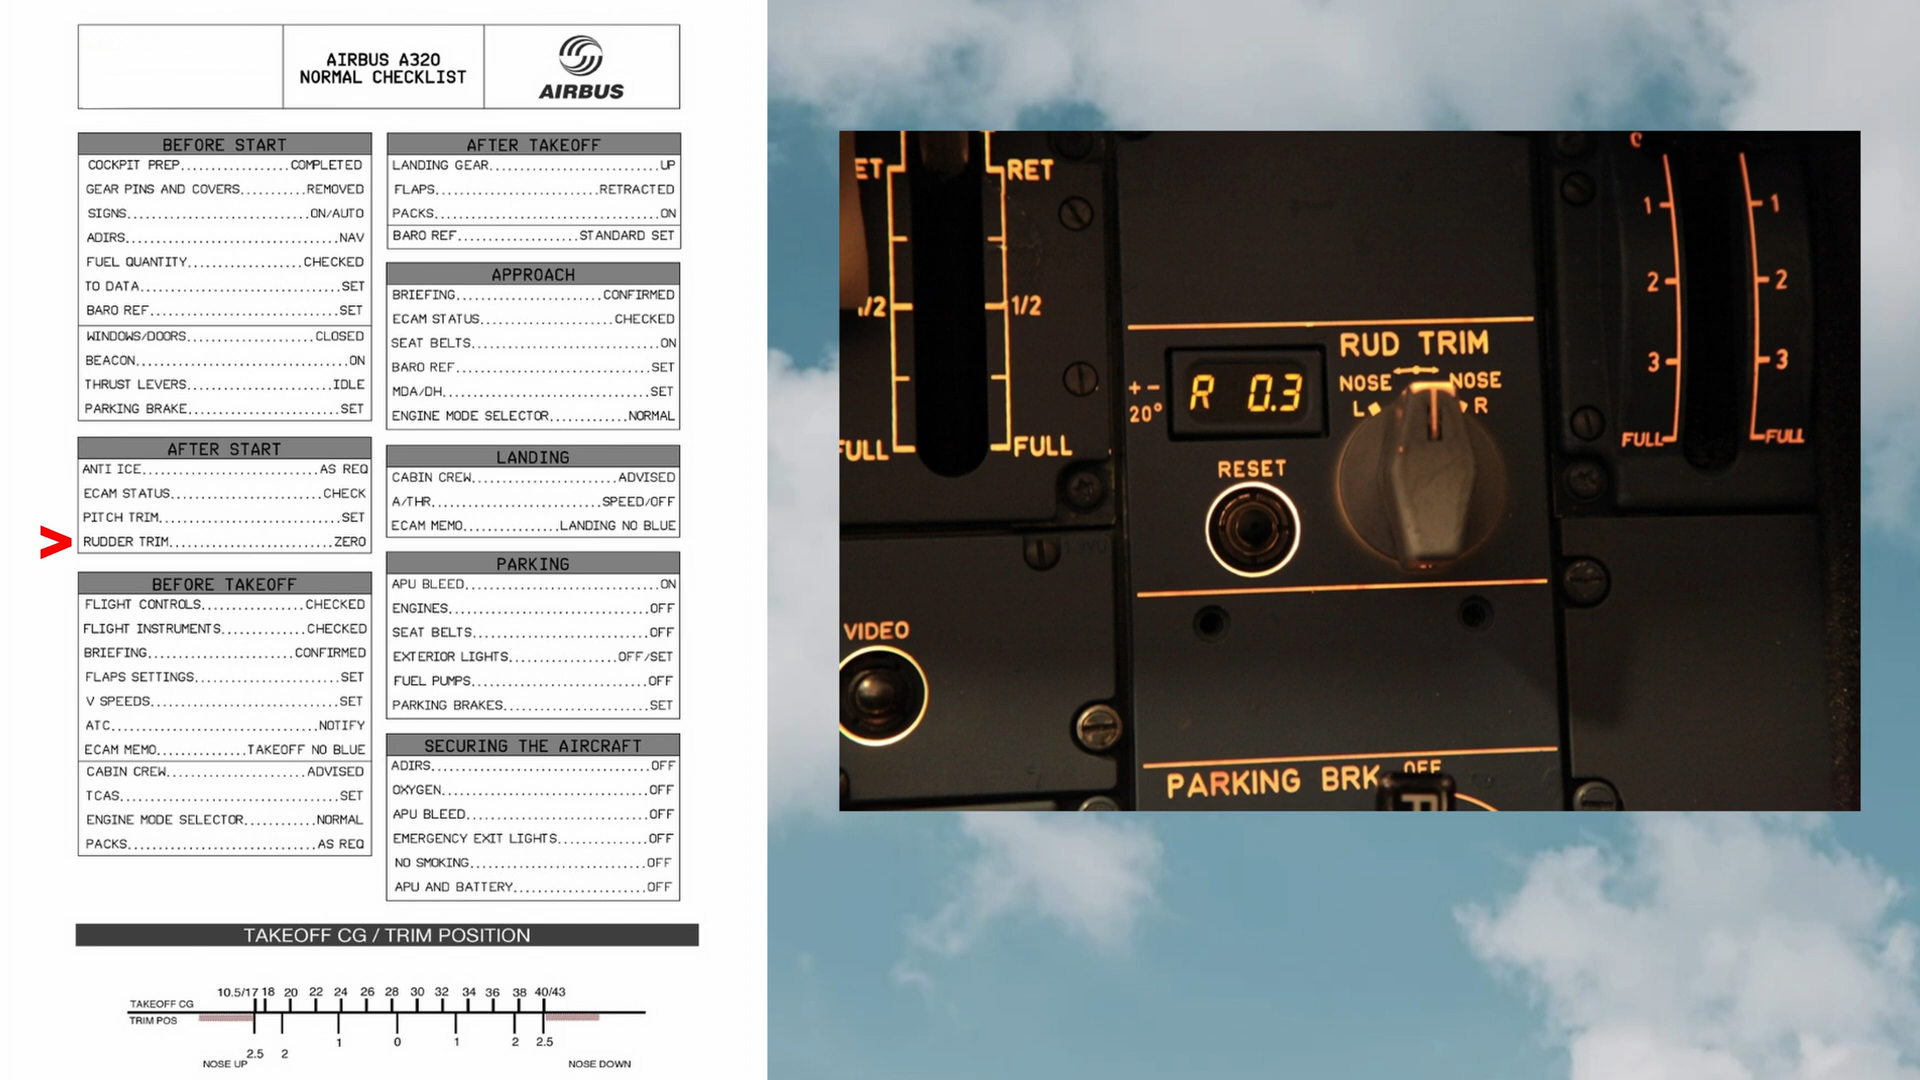 AIRBUS A320
NORMAL CHECKLIST
AIRBUS
BEFORE START
COCKPIT PREP..................COMPLETED
GEAR PINS AND COVERS..........REMOVED
SIGNS..............................ON/AUTO
ADIRS..................................NAV
FUEL QUANTITY..................CHECKED
TO DATA................................SET
BARO REF...............................SET
WINDOWS/DOORS....................CLOSED
BEACON..................................ON
THRUST LEVERS.......................IDLE
PARKING BRAKE........................SET
AFTER START
ANTI ICE............................AS REQ
ECAM STATUS........................CHECK
PITCH TRIM............................SET
> RUDDER TRIM..........................ZERO
BEFORE TAKEOFF
FLIGHT CONTROLS................CHECKED
FLIGHT INSTRUMENTS.............CHECKED
BRIEFING.........................CONFIRMED
FLAPS SETTINGS.......................SET
V SPEEDS..............................SET
ATC.................................NOTIFY
ECAM MEMO.............TAKEOFF NO BLUE
CABIN CREW......................ADVISED
TCAS...................................SET
ENGINE MODE SELECTOR...........NORMAL
PACKS..............................AS REQ
AFTER TAKEOFF
LANDING GEAR..........................UP
FLAPS.........................RETRACTED
PACKS...................................ON
BARO REF..................STANDARD SET
APPROACH
BRIEFING......................CONFIRMED
ECAM STATUS....................CHECKED
SEAT BELTS.............................ON
BARO REF..............................SET
MDA/DH................................SET
ENGINE MODE SELECTOR............NORMAL
LANDING
CABIN CREW.....................ADVISED
A/THR..........................SPEED/OFF
ECAM MEMO..............LANDING NO BLUE
PARKING
APU BLEED..............................ON
ENGINES...............................OFF
SEAT BELTS............................OFF
EXTERIOR LIGHTS.................OFF/SET
FUEL PUMPS............................OFF
PARKING BRAKES.......................SET
SECURING THE AIRCRAFT
ADIRS.................................OFF
OXYGEN................................OFF
APU BLEED.............................OFF
EMERGENCY EXIT LIGHTS..............OFF
NO SMOKING............................OFF
APU AND BATTERY......................OFF
TAKEOFF CG / TRIM POSITION
TAKEOFF CG 10.5/17 18 20 22 24 26 28 30 32 34 36 38 40/43
TRIM POS
2.5 2 1 0 1 2 2.5
NOSE UP NOSE DOWN
ET RET
/2 1/2
FULL FULL
RUD TRIM
NOSE NOSE
L R
+ -
20°
R 0.3
RESET
VIDEO
PARKING BRK OFF
1 1
2 2
3 3
FULL FULL